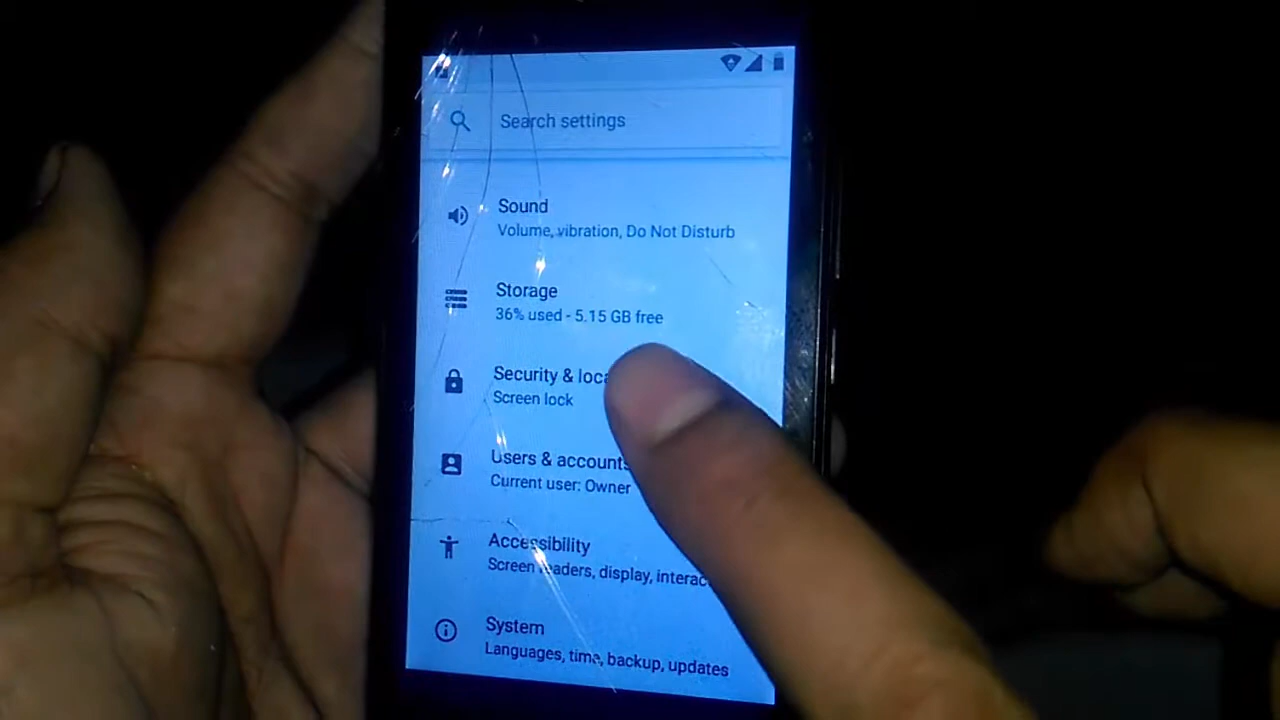 Search settings
Sound
Volume, vibration, Do Not Disturb
Storage
36% used - 5.15 GB free
Security & loca
Screen lock
Users & accounts
Current user: Owner
Accessibility
Screen readers, display, interac
System
Languages, time, backup, updates